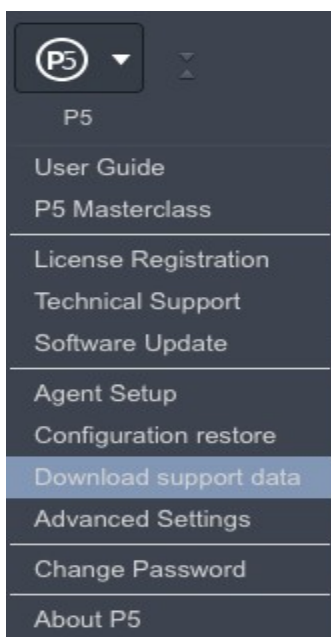 P5
P5
User Guide
P5 Masterclass
License Registration
Technical Support
Software Update
Agent Setup
Configuration restore
Download support data
Advanced Settings
Change Password
About P5